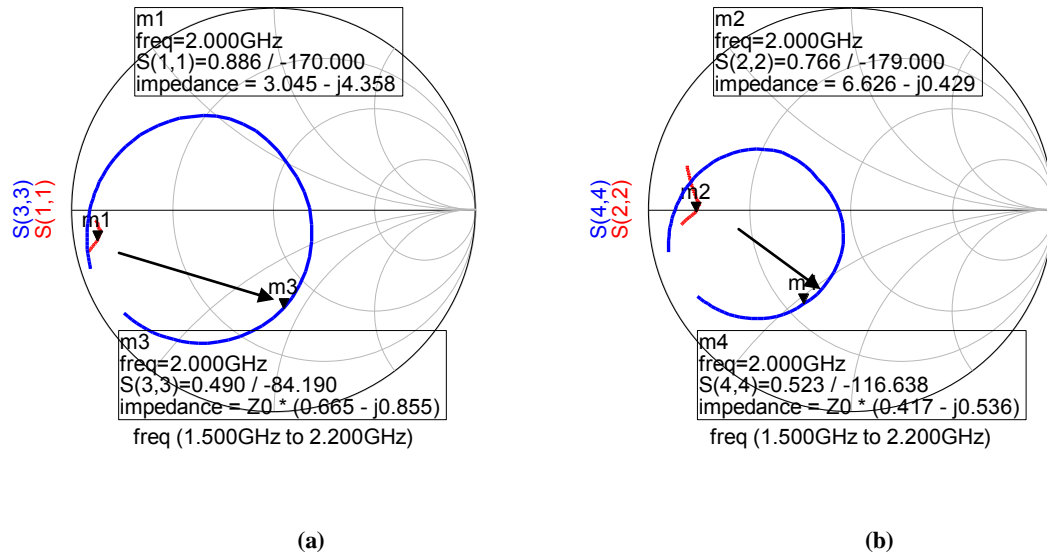 m1
freq=2.000GHz
S(1,1)=0.886 / -170.000
impedance = 3.045 - j4.358
S(3,3)
S(1,1)
m1
m3
m3
freq=2.000GHz
S(3,3)=0.490 / -84.190
impedance = Z0 * (0.665 - j0.855)
freq (1.500GHz to 2.200GHz)
(a)
m2
freq=2.000GHz
S(2,2)=0.766 / -179.000
impedance = 6.626 - j0.429
S(4,4)
S(2,2)
m2
m4
m4
freq=2.000GHz
S(4,4)=0.523 / -116.638
impedance = Z0 * (0.417 - j0.536)
freq (1.500GHz to 2.200GHz)
(b)